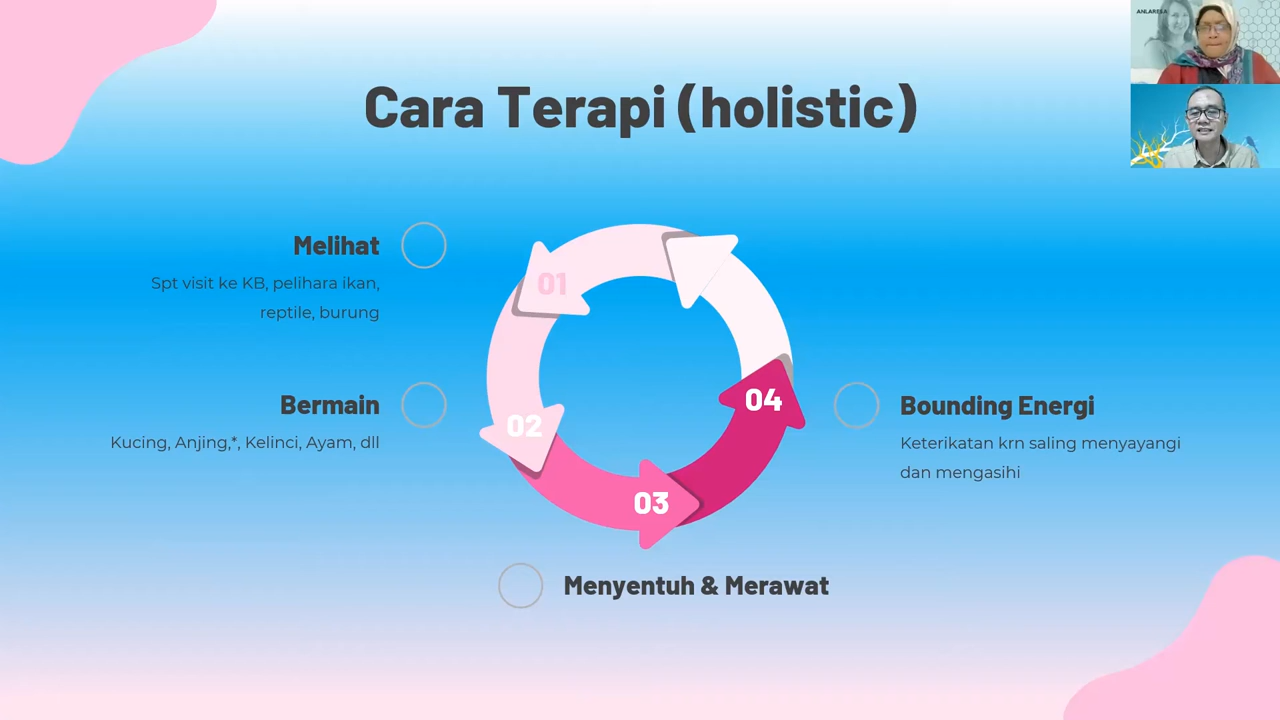 Cara Terapi (holistic)
ANLARELA
Melihat
Spt visit ke KB, pelihara ikan,
reptile, burung
01
Bermain
Kucing, Anjing,*, Kelinci, Ayam, dll
02
03
Menyentuh & Merawat
04
Bounding Energi
Keterikatan krn saling menyayangi
dan mengasihi